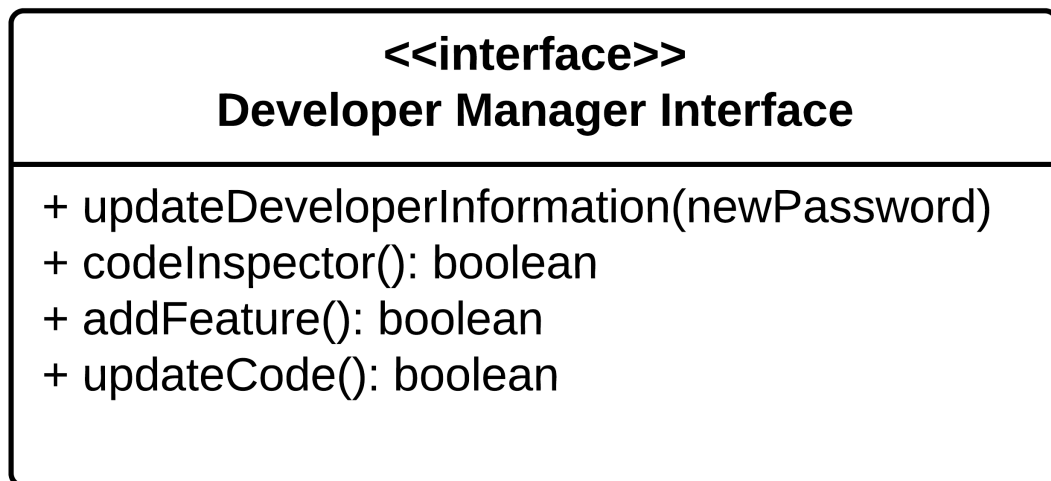 <<interface>>
Developer Manager Interface
+ updateDeveloperInformation(newPassword)
+ codeInspector(): boolean
+ addFeature(): boolean
+ updateCode(): boolean